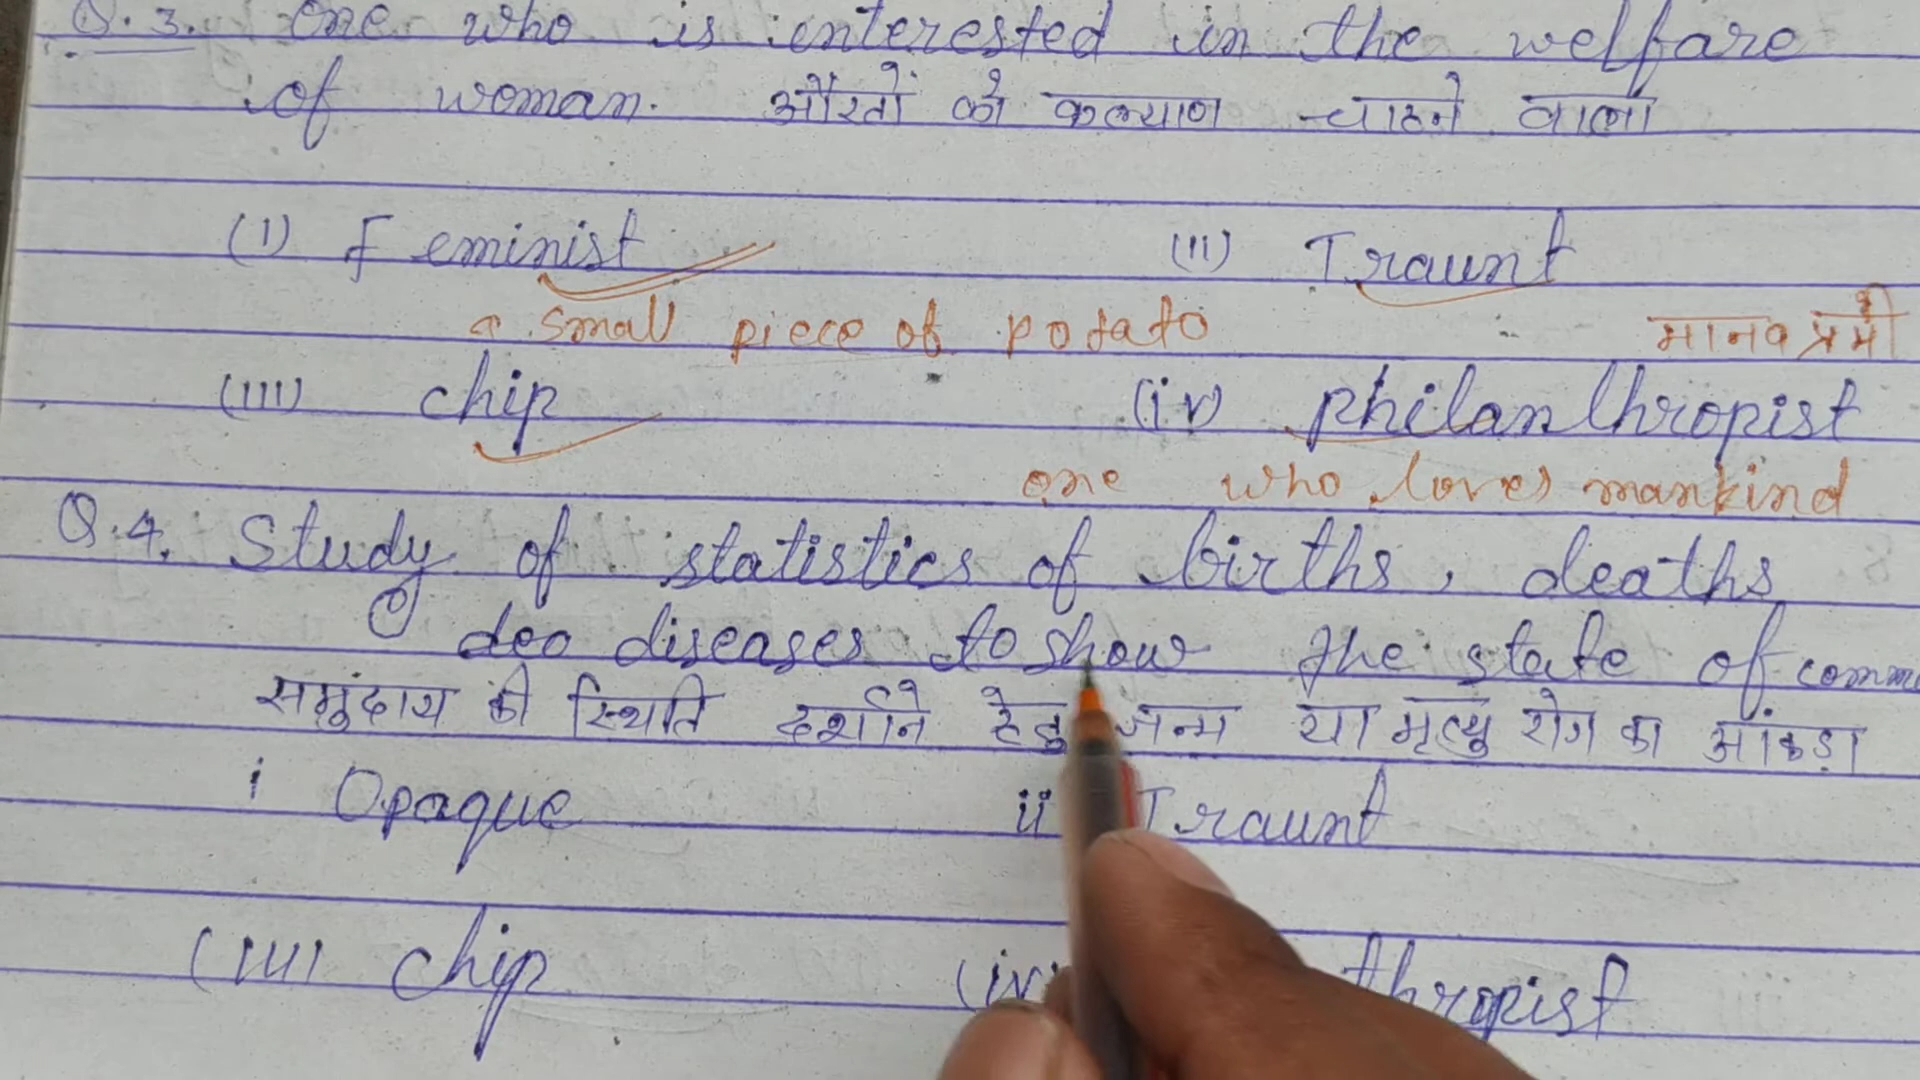 Q.3. One who is interested in the welfare
of woman. औरतों को कल्याण चाहने वाला
(I) Feminist (II) Traunt
a small piece of potato मानव प्रेमी
(III) chip (iv) philanthropist
one who loves mankind
Q.4. Study of statistics of births, deaths
deo diseases to show the state of comm
समुंदाय की स्थिति दर्शाने हेतु जन्म या मृत्यु रोग का आंकड़ा
i Opaque ii Traunt
(III) chip (iv) thropist